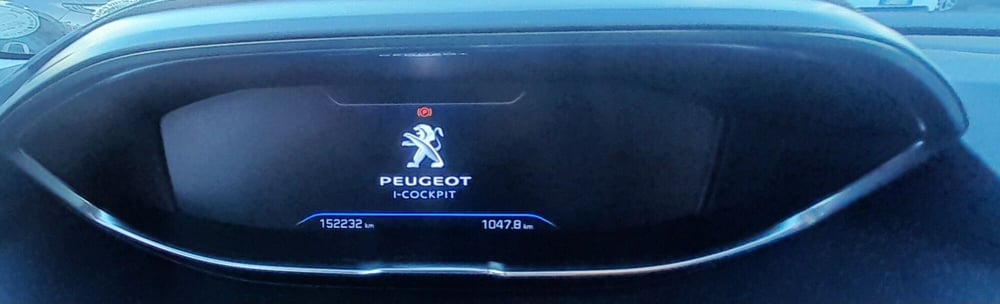 P
PEUGEOT
I-COCKPIT
152232 km 1047.8 km